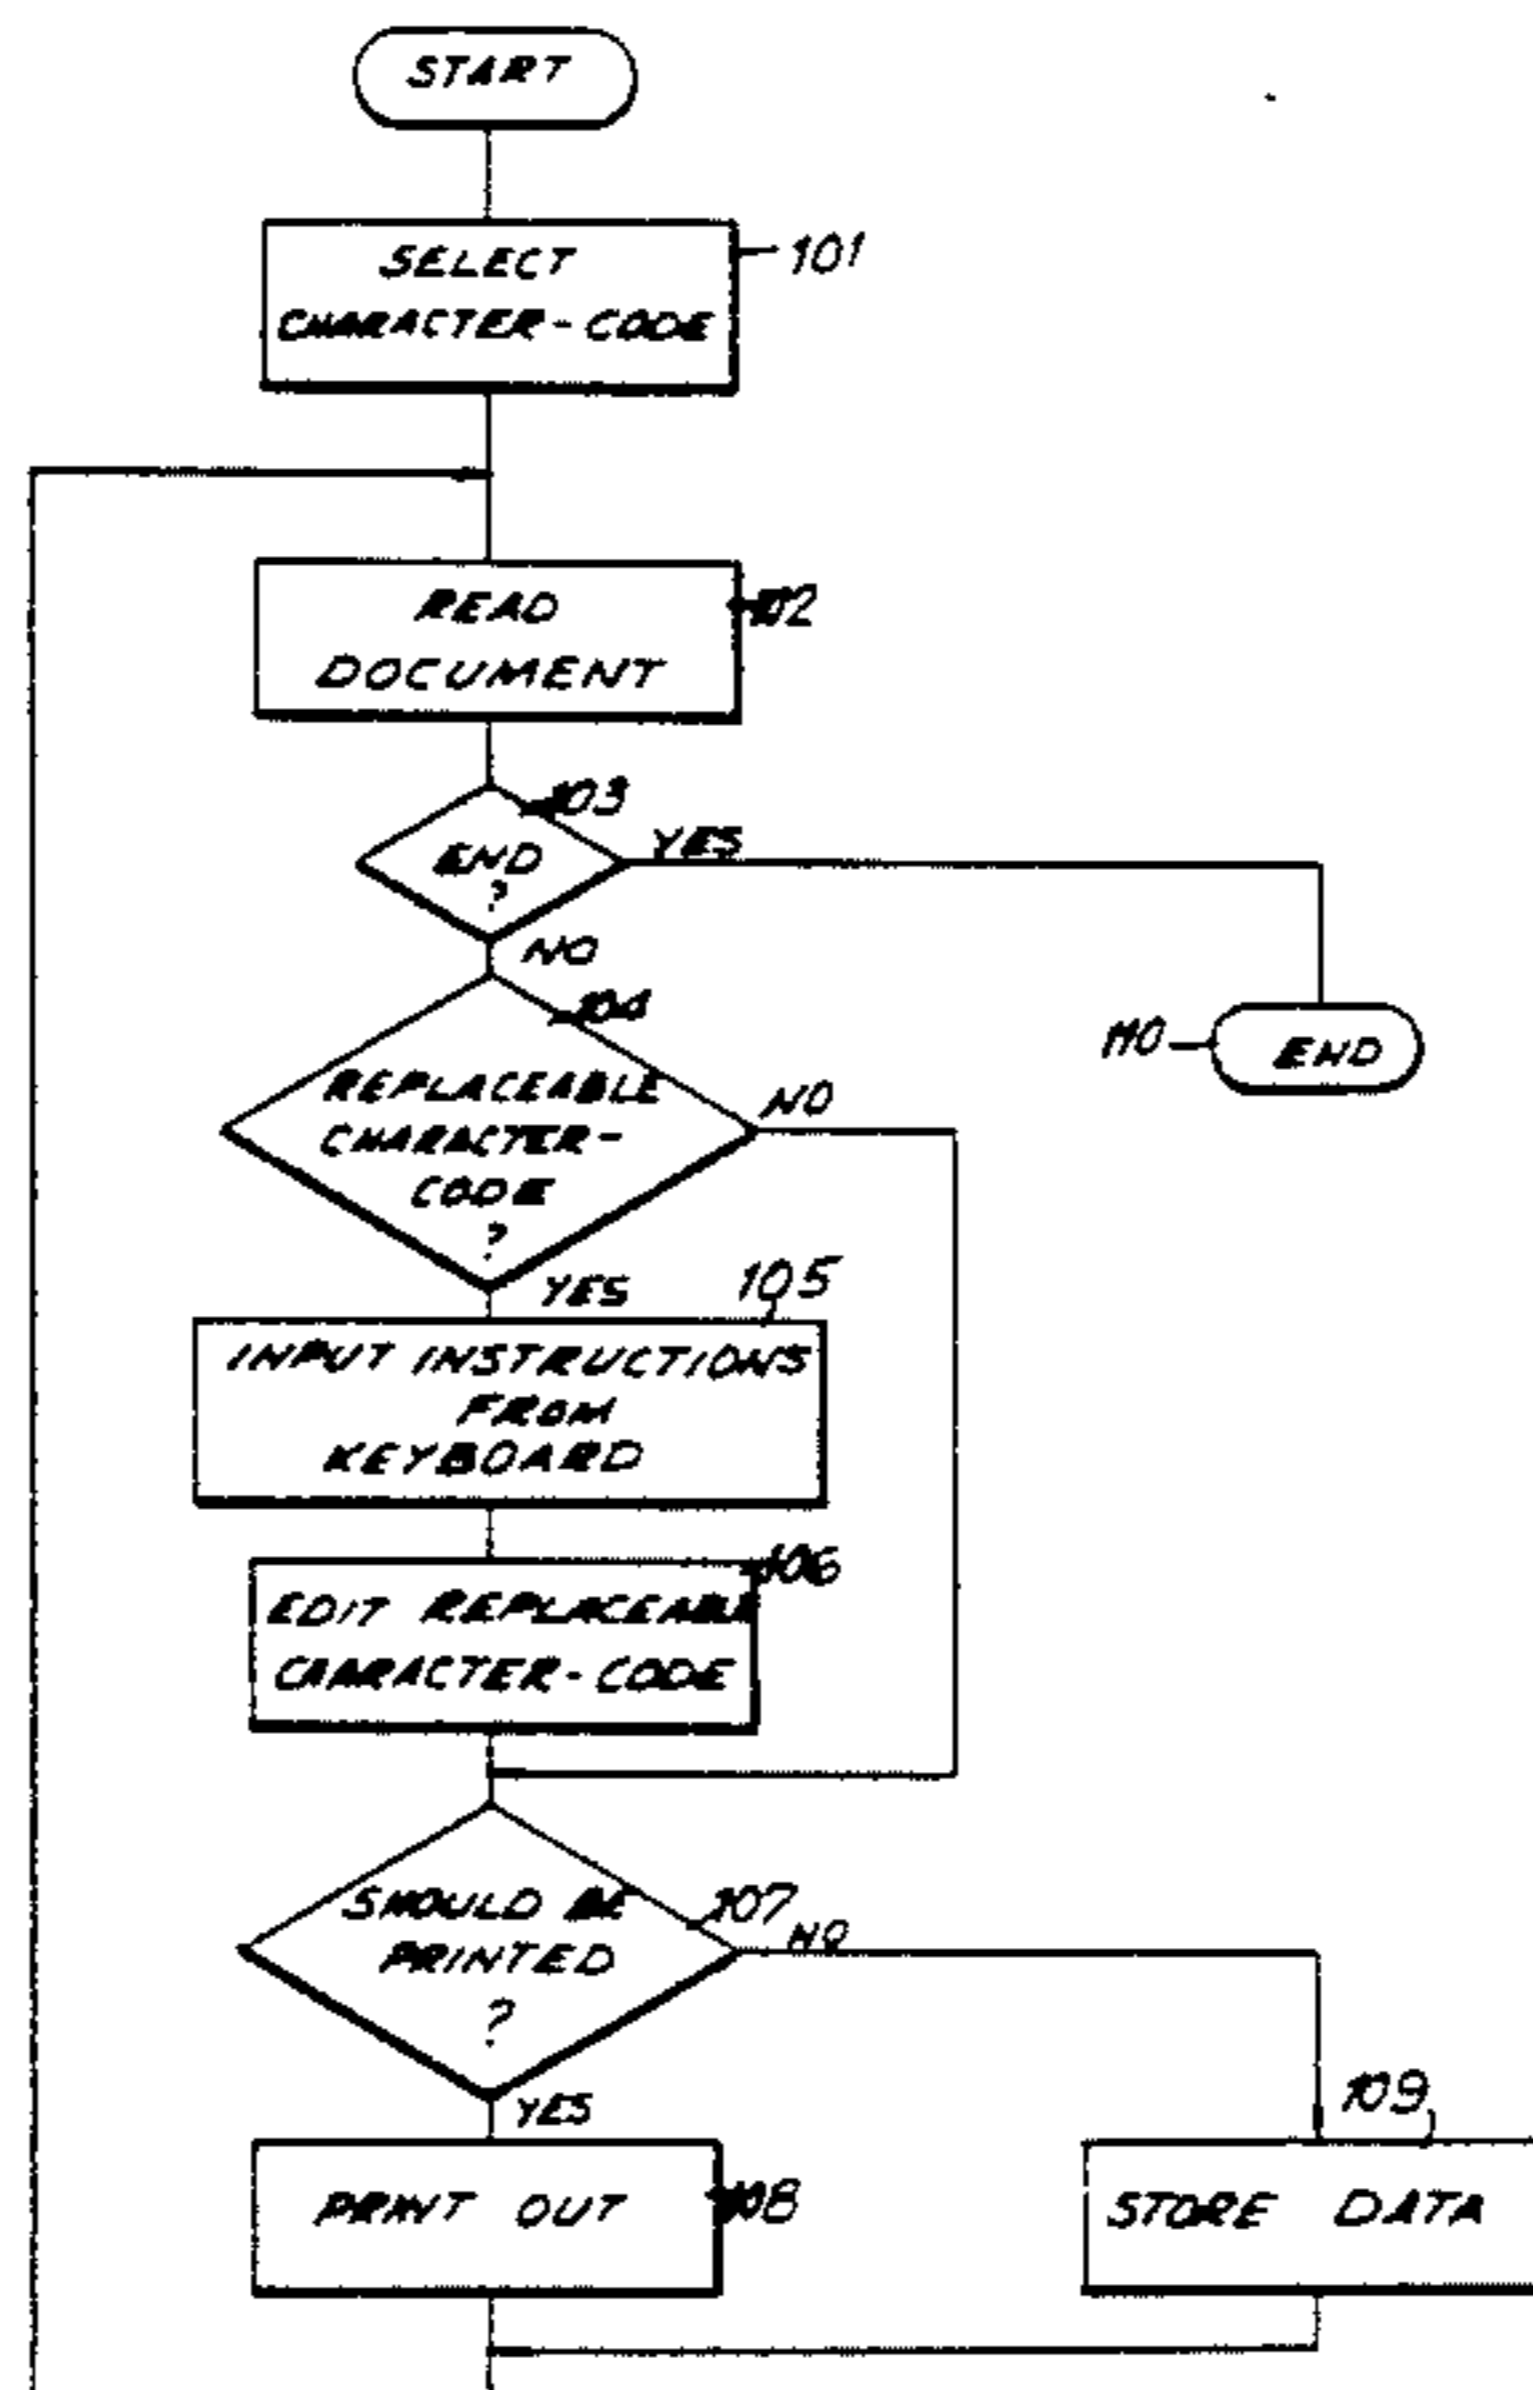 START
SELECT
CHARACTER-CODE
101
READ
DOCUMENT
102
103
END
?
YES
NO
104
REPLACEABLE
CHARACTER-
CODE
?
NO
110
END
YES
105
INPUT INSTRUCTIONS
FROM
KEYBOARD
106
EDIT REPLACEABLE
CHARACTER-CODE
SHOULD BE
PRINTED
?
107
NO
YES
109
PRINT OUT
108
STORE DATA